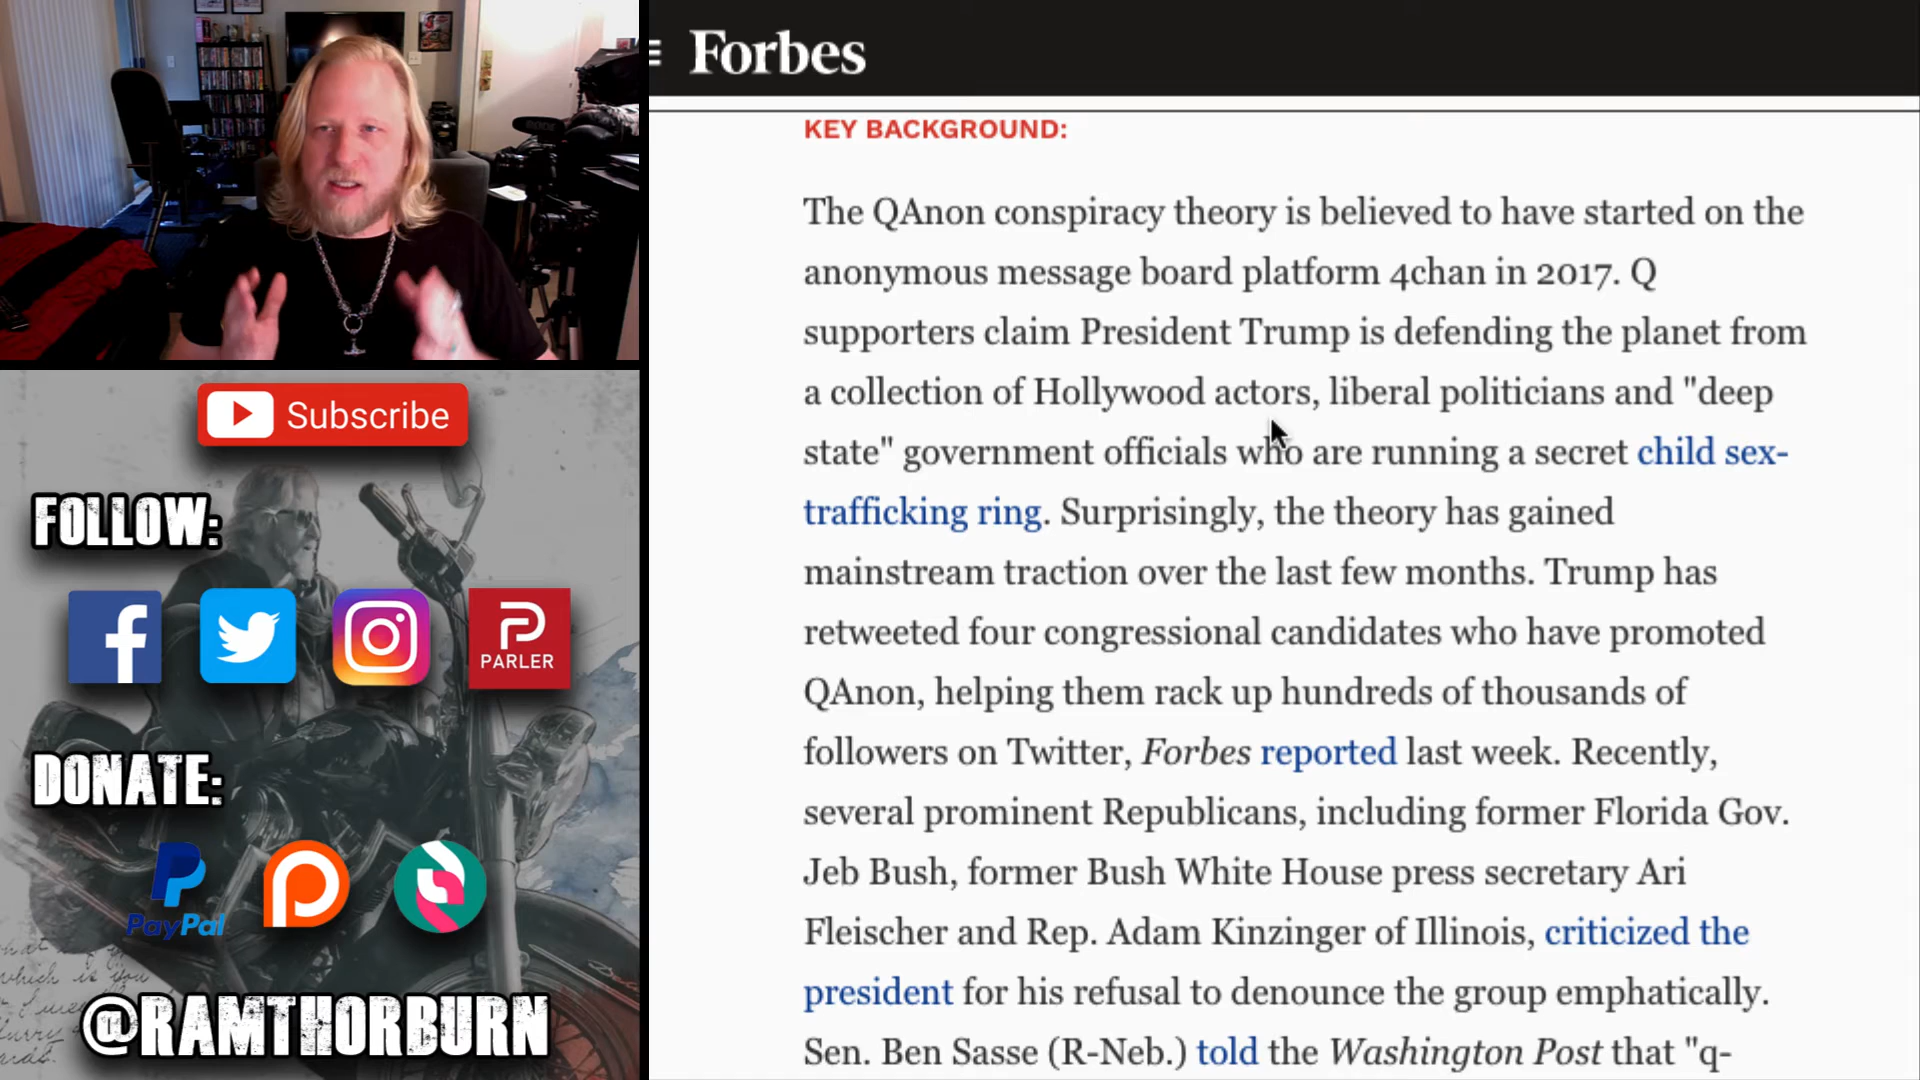 Subscribe
FOLLOW:
PARLER
DONATE:
PayPal
@RAMTHORBURN
Forbes
KEY BACKGROUND:
The QAnon conspiracy theory is believed to have started on the
anonymous message board platform 4chan in 2017. Q
supporters claim President Trump is defending the planet from
a collection of Hollywood actors, liberal politicians and "deep
state" government officials who are running a secret child sex-
trafficking ring. Surprisingly, the theory has gained
mainstream traction over the last few months. Trump has
retweeted four congressional candidates who have promoted
QAnon, helping them rack up hundreds of thousands of
followers on Twitter, Forbes reported last week. Recently,
several prominent Republicans, including former Florida Gov.
Jeb Bush, former Bush White House press secretary Ari
Fleischer and Rep. Adam Kinzinger of Illinois, criticized the
president for his refusal to denounce the group emphatically.
Sen. Ben Sasse (R-Neb.) told the Washington Post that "q-